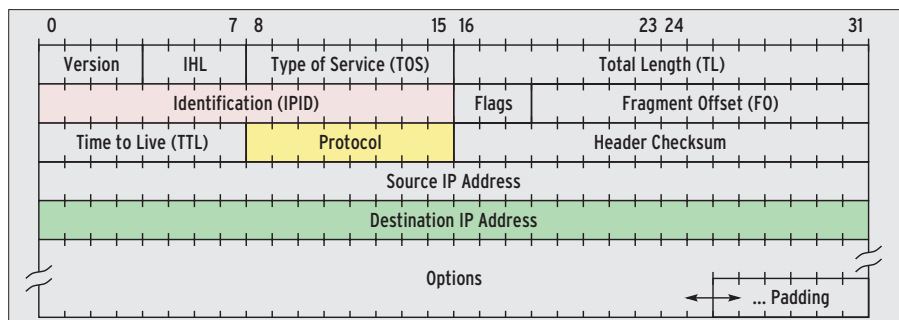 0 7 8 15 16 23 24 31
Version IHL Type of Service (TOS) Total Length (TL)
Identification (IPID) Flags Fragment Offset (FO)
Time to Live (TTL) Protocol Header Checksum
Source IP Address
Destination IP Address
Options
... Padding